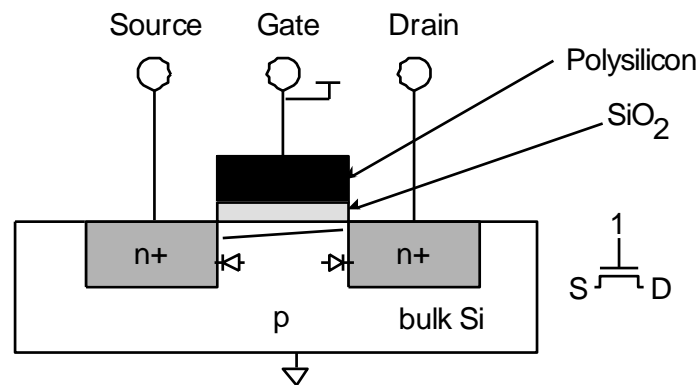 Source Gate Drain
Polysilicon
SiO2
1
n+ n+
S D
p bulk Si